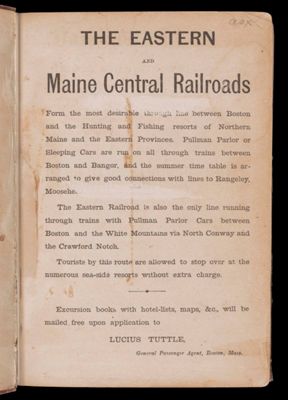 THE EASTERN
AND
Maine Central Railroads
Form the most desirable through line between Boston
and the Hunting and Fishing resorts of Northern
Maine and the Eastern Provinces. Pullman Parlor or
Sleeping Cars are run on all through trains between
Boston and Bangor, and the summer time table is ar-
ranged to give good connections with lines to Rangeley,
Moosehe.
The Eastern Railroad is also the only line running
through trains with Pullman Parlor Cars between
Boston and the White Mountains via North Conway and
the Crawford Notch.
Tourists by this route are allowed to stop over at the
numerous sea-side resorts without extra charge.
Excursion books with hotel-lists, maps, &c., will be
mailed free upon application to
LUCIUS TUTTLE,
General Passenger Agent, Boston, Mass.